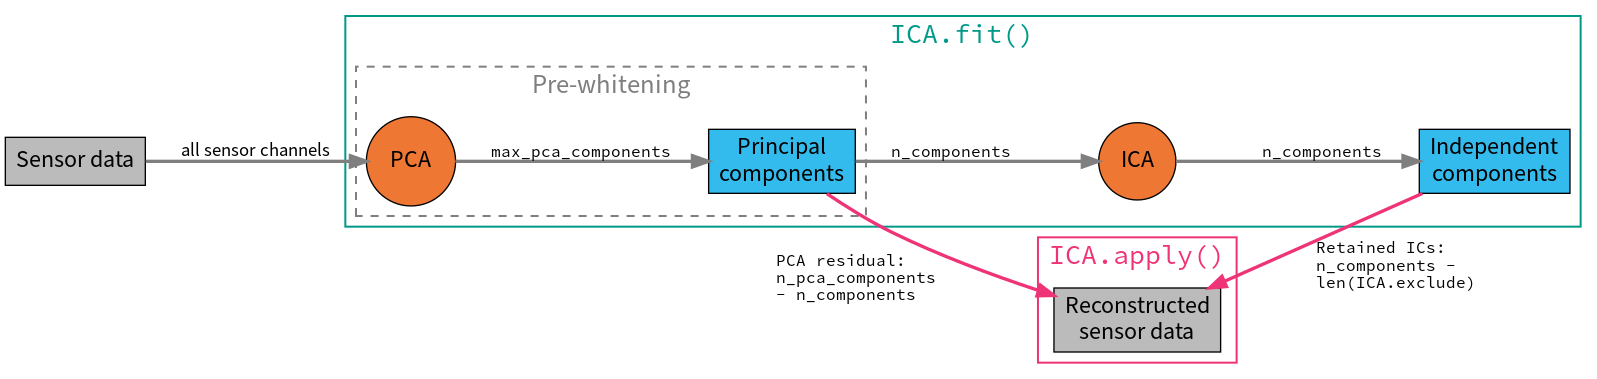 ICA.fit()
Pre-whitening
Sensor data
all sensor channels
PCA
max_pca_components
Principal
components
n_components
ICA
n_components
Independent
components
PCA residual:
n_pca_components
- n_components
ICA.apply()
Reconstructed
sensor data
Retained ICs:
n_components -
len(ICA.exclude)